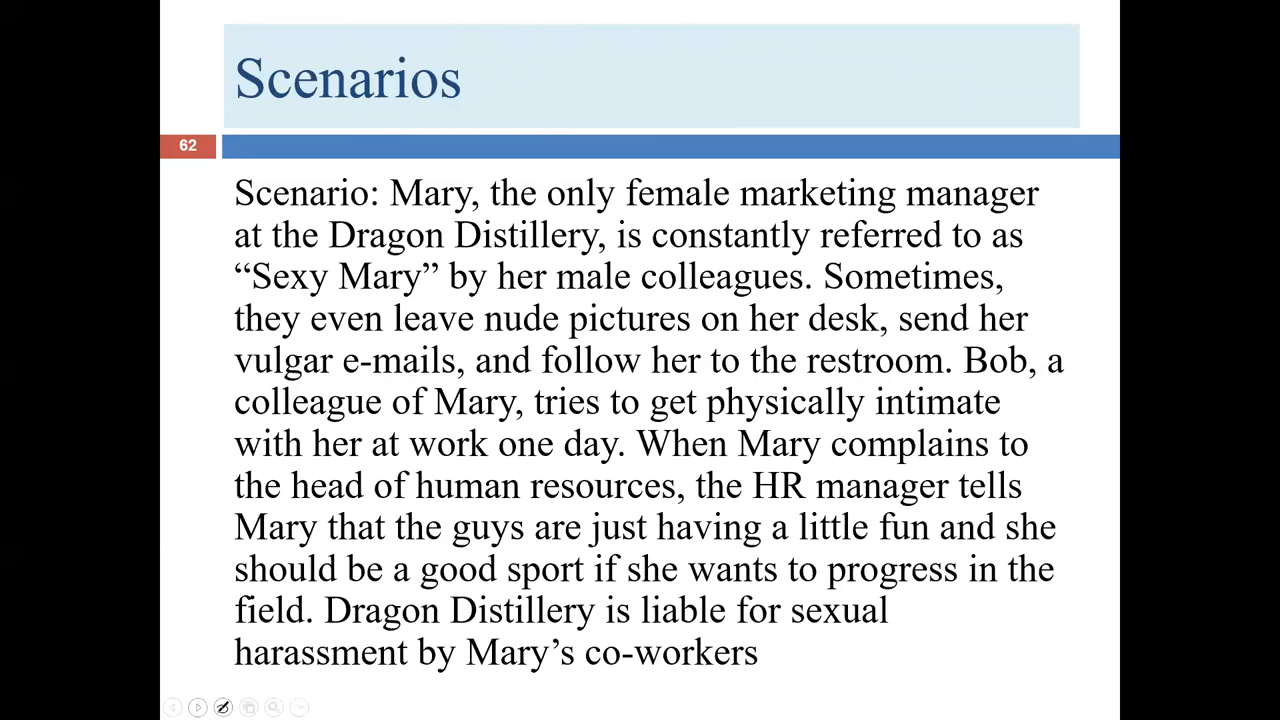 Scenarios
62
Scenario: Mary, the only female marketing manager
at the Dragon Distillery, is constantly referred to as
“Sexy Mary” by her male colleagues. Sometimes,
they even leave nude pictures on her desk, send her
vulgar e-mails, and follow her to the restroom. Bob, a
colleague of Mary, tries to get physically intimate
with her at work one day. When Mary complains to
the head of human resources, the HR manager tells
Mary that the guys are just having a little fun and she
should be a good sport if she wants to progress in the
field. Dragon Distillery is liable for sexual
harassment by Mary’s co-workers